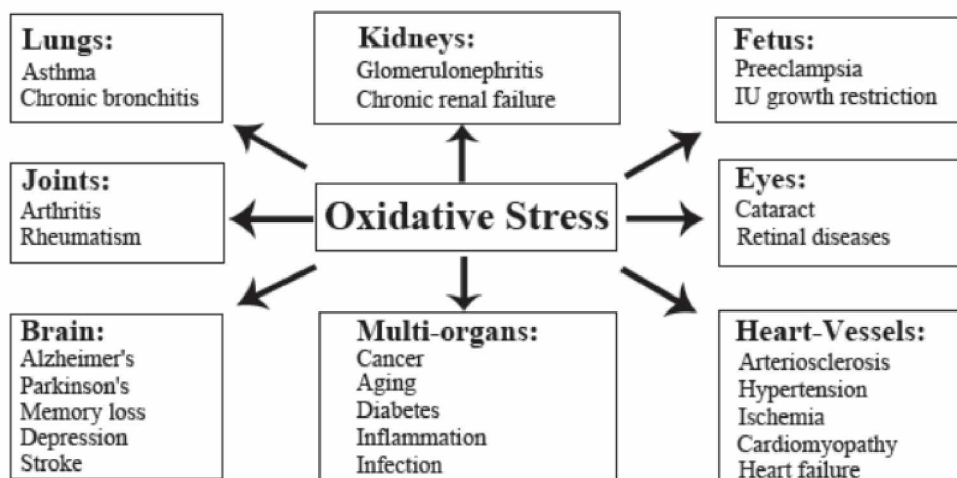 Lungs:
Asthma
Chronic bronchitis
Kidneys:
Glomerulonephritis
Chronic renal failure
Fetus:
Preeclampsia
IU growth restriction
Joints:
Arthritis
Rheumatism
Oxidative Stress
Eyes:
Cataract
Retinal diseases
Brain:
Alzheimer's
Parkinson's
Memory loss
Depression
Stroke
Multi-organs:
Cancer
Aging
Diabetes
Inflammation
Infection
Heart-Vessels:
Arteriosclerosis
Hypertension
Ischemia
Cardiomyopathy
Heart failure